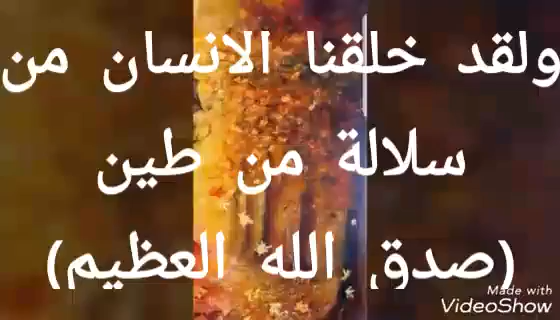 ولقد خلقنا الانسان من
سلالة من طين
(صدق الله العظيم)
Made with
VideoShow